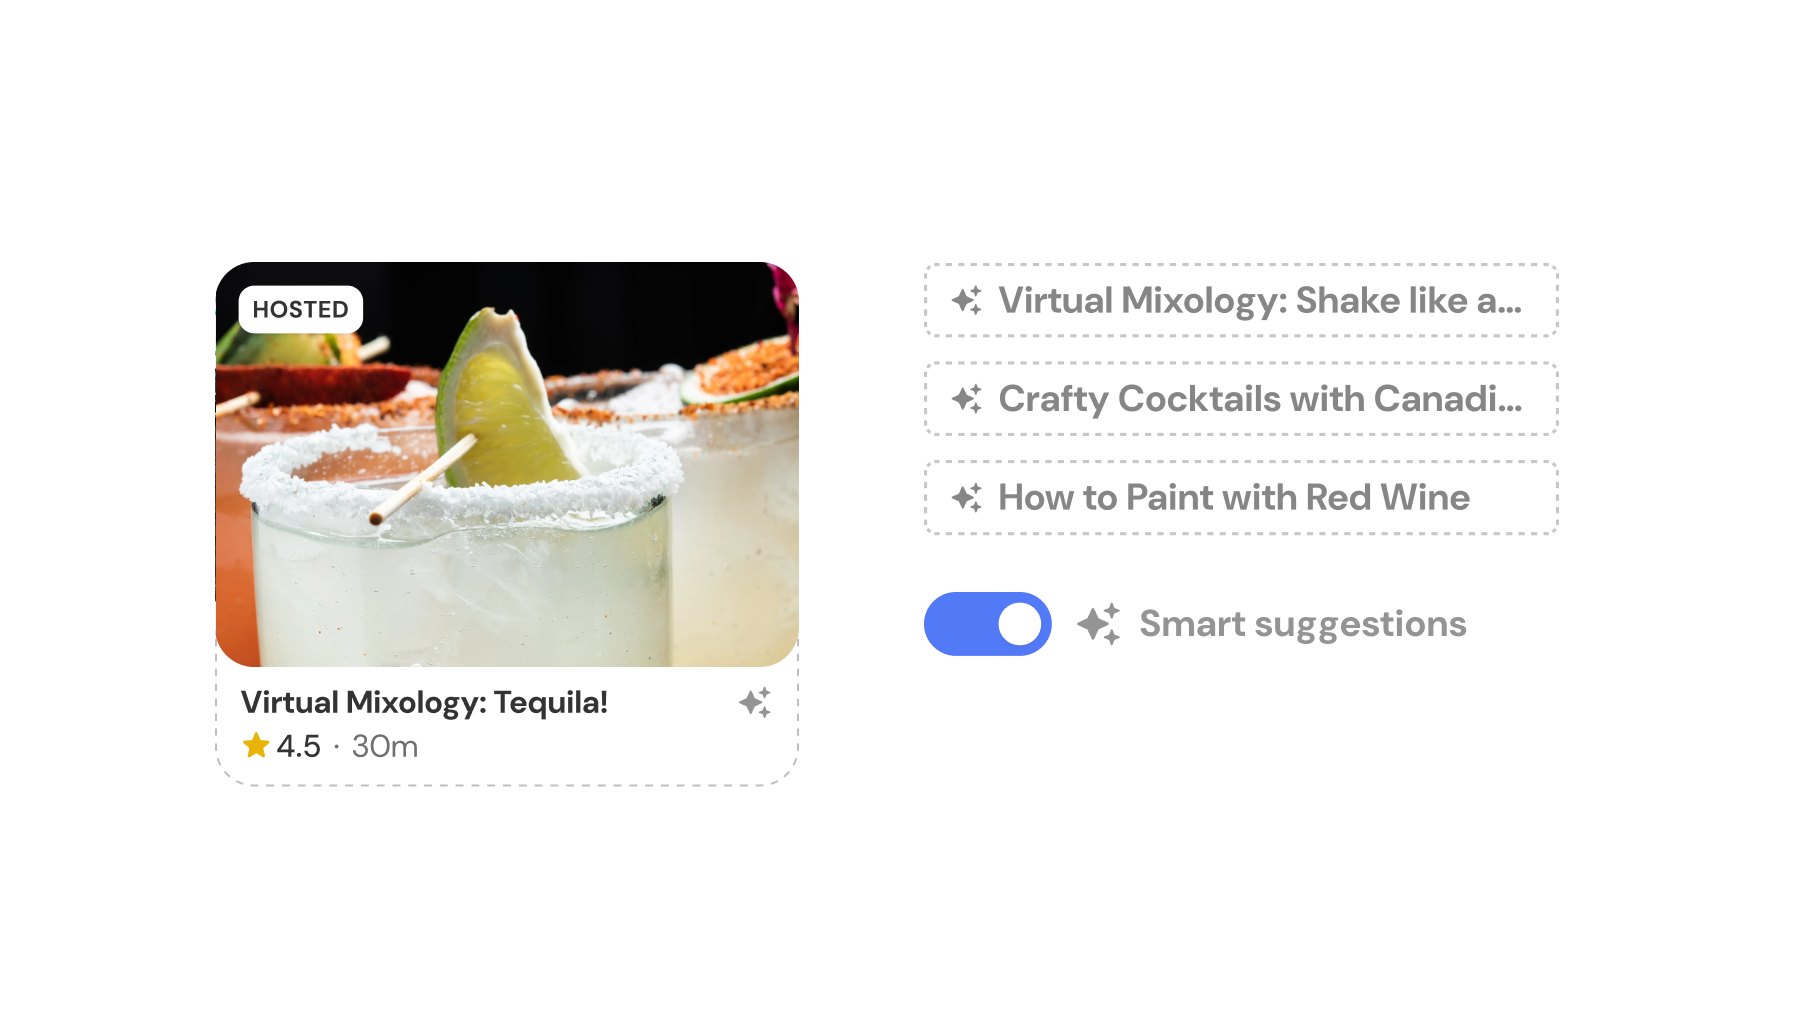 HOSTED
Virtual Mixology: Tequila!
4.5 · 30m
Virtual Mixology: Shake like a...
Crafty Cocktails with Canadi...
How to Paint with Red Wine
Smart suggestions